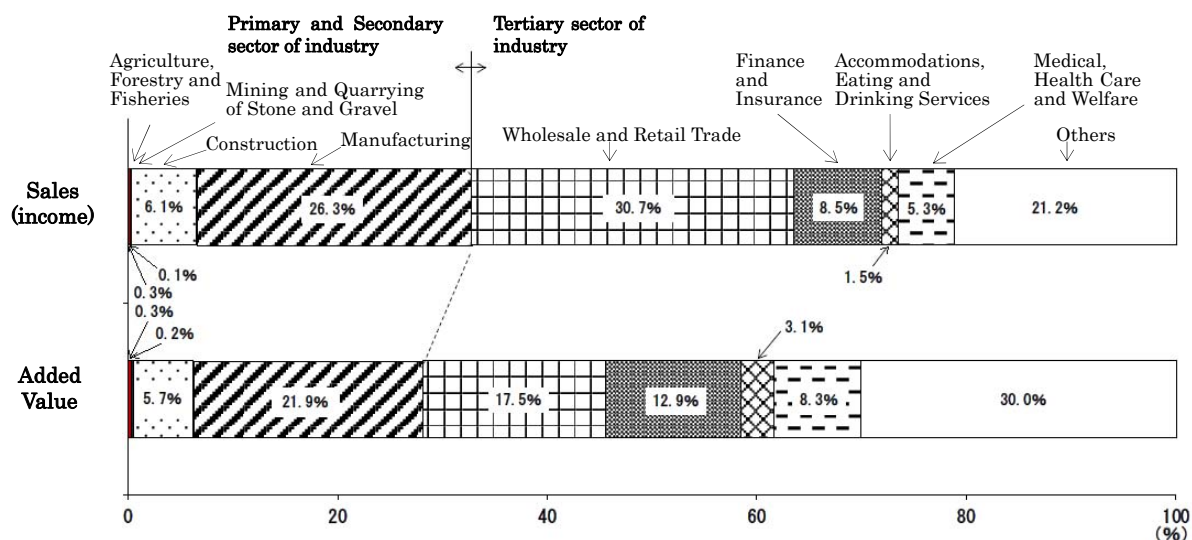 Primary and Secondary
sector of industry
Tertiary sector of
industry
Agriculture,
Forestry and
Fisheries
Mining and Quarrying
of Stone and Gravel
Construction
Manufacturing
Wholesale and Retail Trade
Finance
and
Insurance
Accommodations,
Eating and
Drinking Services
Medical,
Health Care
and Welfare
Others
Sales
(income)
6.1%
26.3%
30.7%
8.5%
5.3%
21.2%
0.1%
0.3%
0.3%
0.2%
1.5%
3.1%
Added
Value
5.7%
21.9%
17.5%
12.9%
8.3%
30.0%
0
20
40
60
80
100
(%)